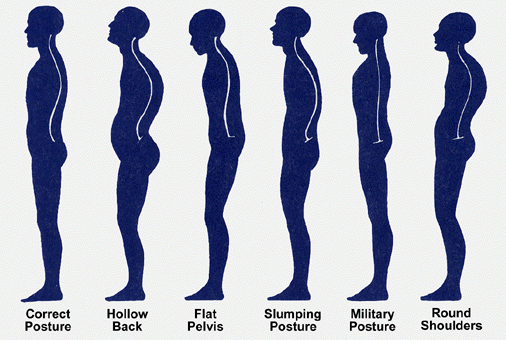 Correct
Posture
Hollow
Back
Flat
Pelvis
Slumping
Posture
Military
Posture
Round
Shoulders